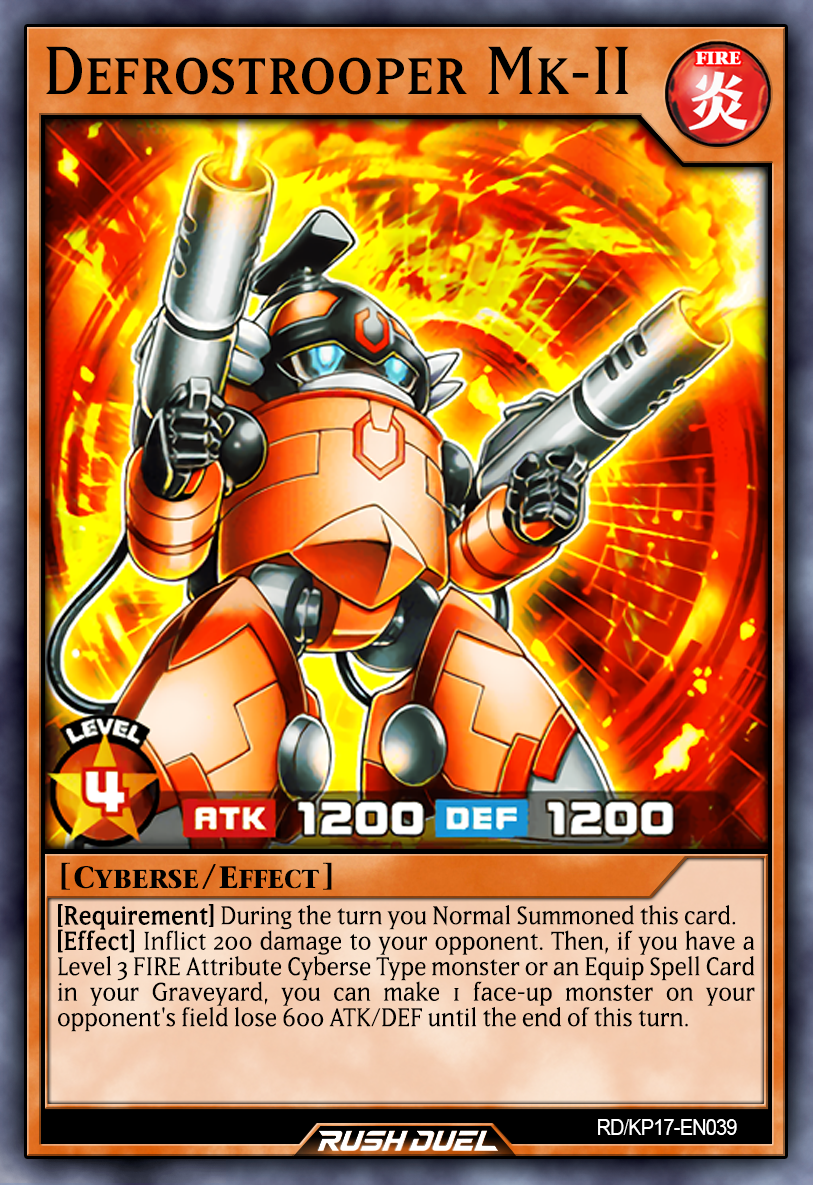 Defrostrooper Mk-II
FIRE
炎
LEVEL
4
ATK 1200 DEF 1200
[Cyberse/Effect]
[Requirement] During the turn you Normal Summoned this card.
[Effect] Inflict 200 damage to your opponent. Then, if you have a
Level 3 FIRE Attribute Cyberse Type monster or an Equip Spell Card
in your Graveyard, you can make 1 face-up monster on your
opponent's field lose 600 ATK/DEF until the end of this turn.
RD/KP17-EN039
RUSH DUEL